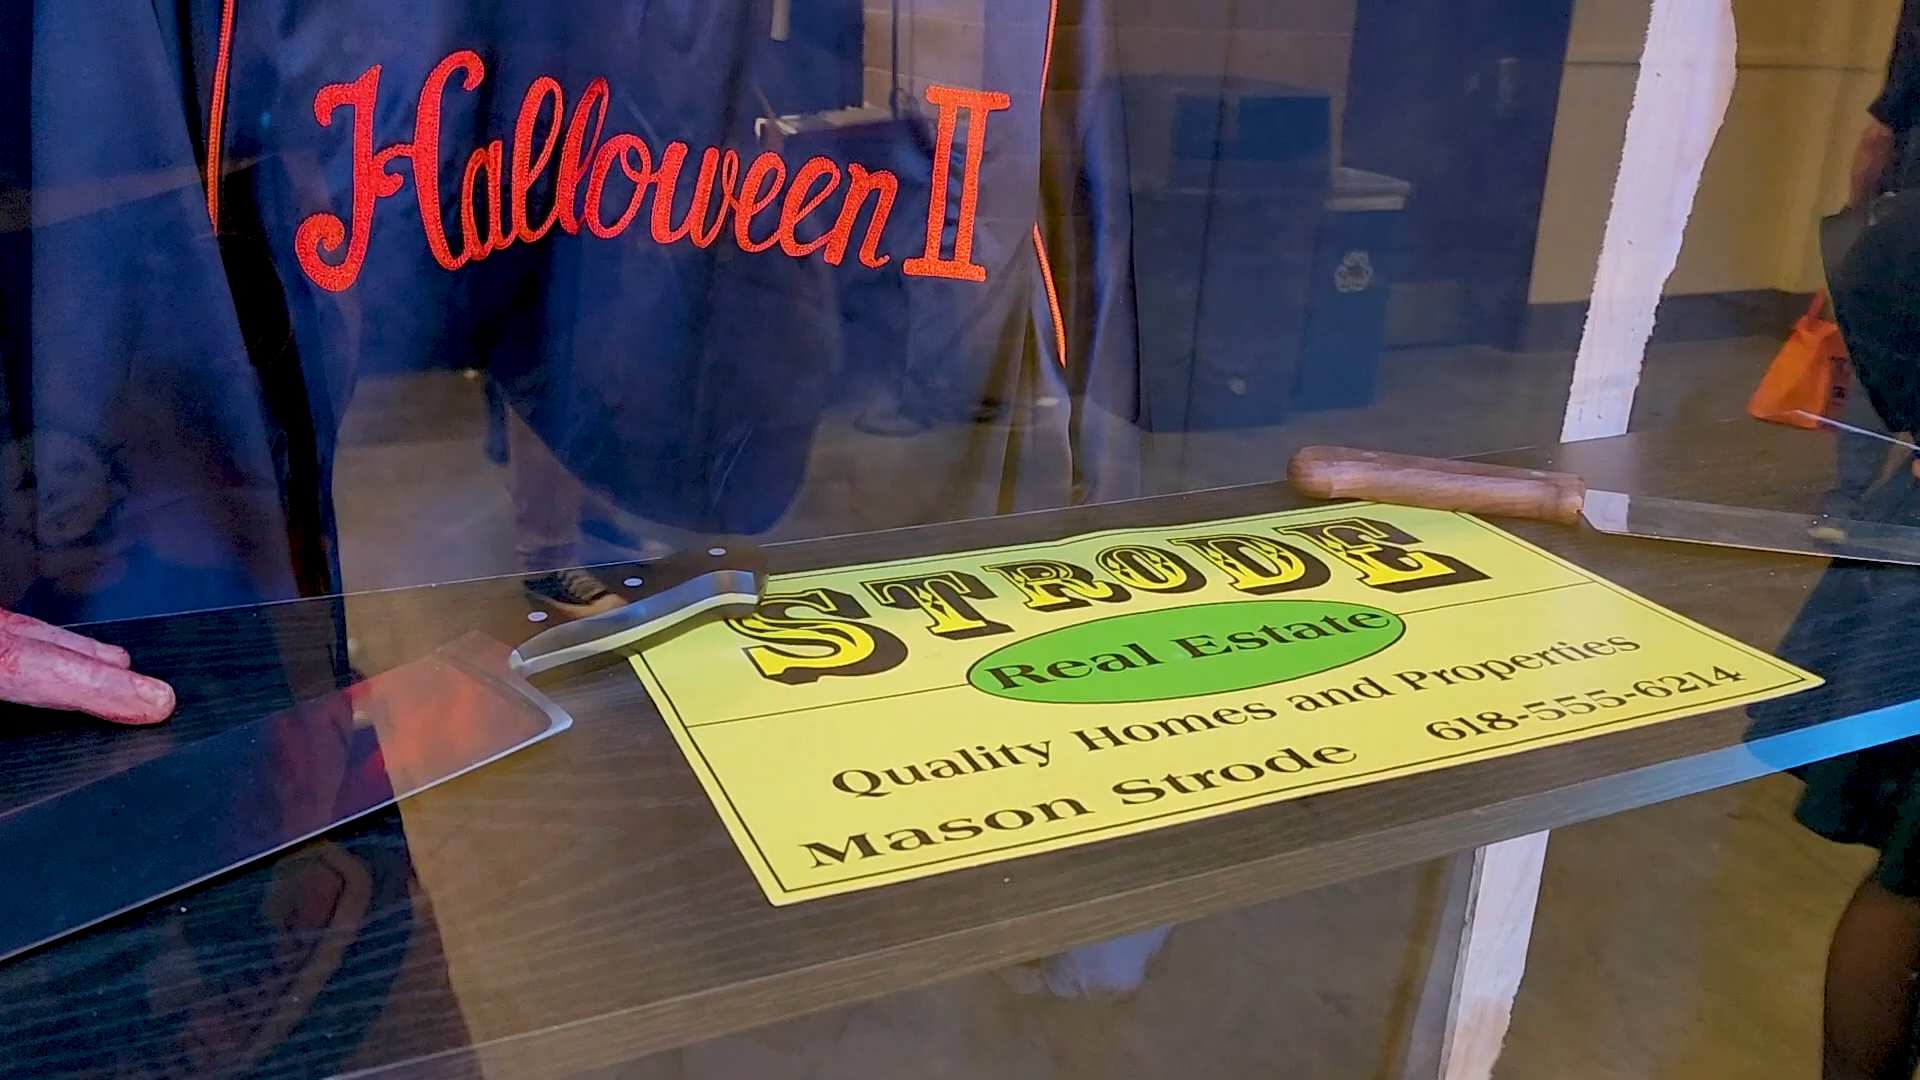 Halloween II
STRODE
Real Estate
Quality Homes and Properties
Mason Strode 618-555-6214